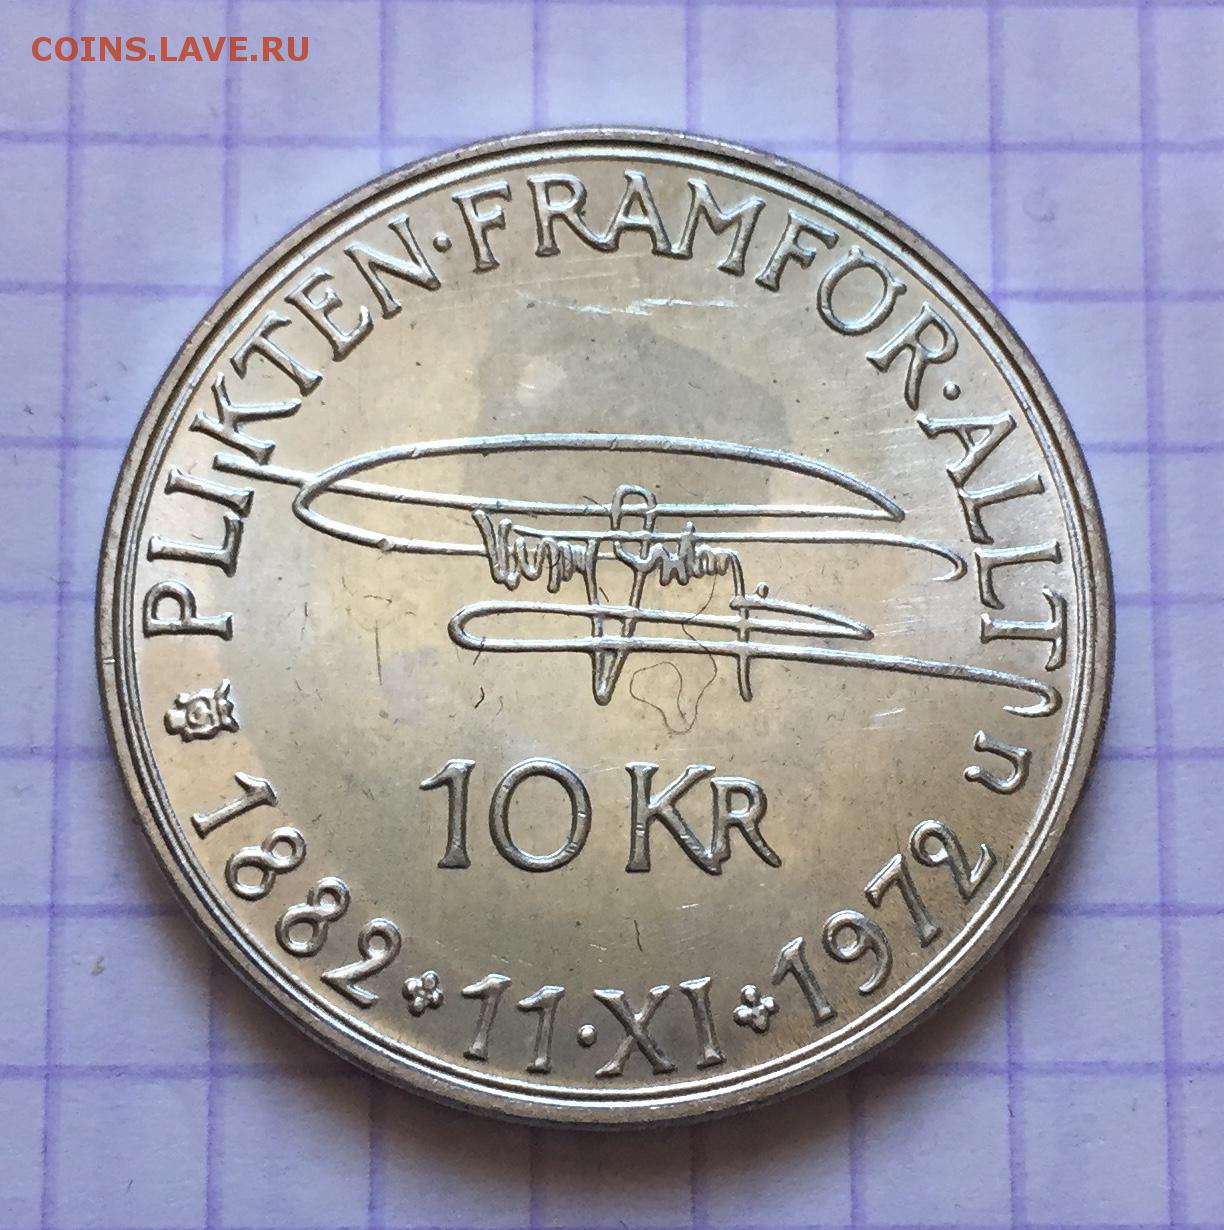 COINS.LAVE.RU
PLIKTEN·FRAMFÖR·ALLT
10 KR
1882 11·XI 1972